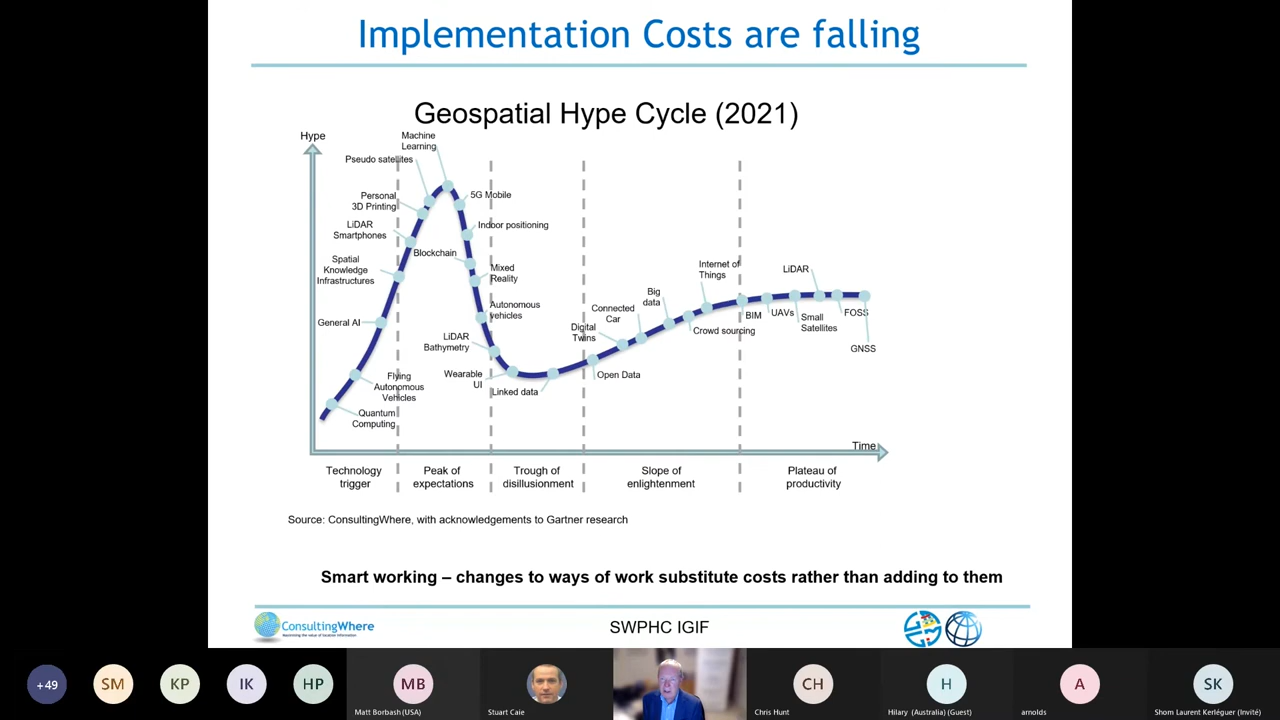 Implementation Costs are falling
Geospatial Hype Cycle (2021)
Hype
Machine
Learning
Pseudo satellites
Personal
3D Printing
LiDAR
Smartphones
Spatial
Knowledge
Infrastructures
General AI
Flying
Autonomous
Vehicles
Quantum
Computing
5G Mobile
Indoor positioning
Blockchain
Mixed
Reality
Autonomous
vehicles
LiDAR
Bathymetry
Wearable
UI
Linked data
Digital
Twins
Open Data
Connected
Car
Big
data
Crowd sourcing
Internet of
Things
BIM
UAVs
LiDAR
Small
Satellites
FOSS
GNSS
Time
Technology
trigger
Peak of
expectations
Trough of
disillusionment
Slope of
enlightenment
Plateau of
productivity
Source: ConsultingWhere, with acknowledgements to Gartner research
Smart working – changes to ways of work substitute costs rather than adding to them
ConsultingWhere
Maximising the value of location information
SWPHC IGIF
+49
SM
KP
IK
HP
MB
Matt Borbash (USA)
Stuart Caie
CH
Chris Hunt
H
Hilary (Australia) (Guest)
A
arnolds
SK
Shom Laurent Kerléguer (Invité)